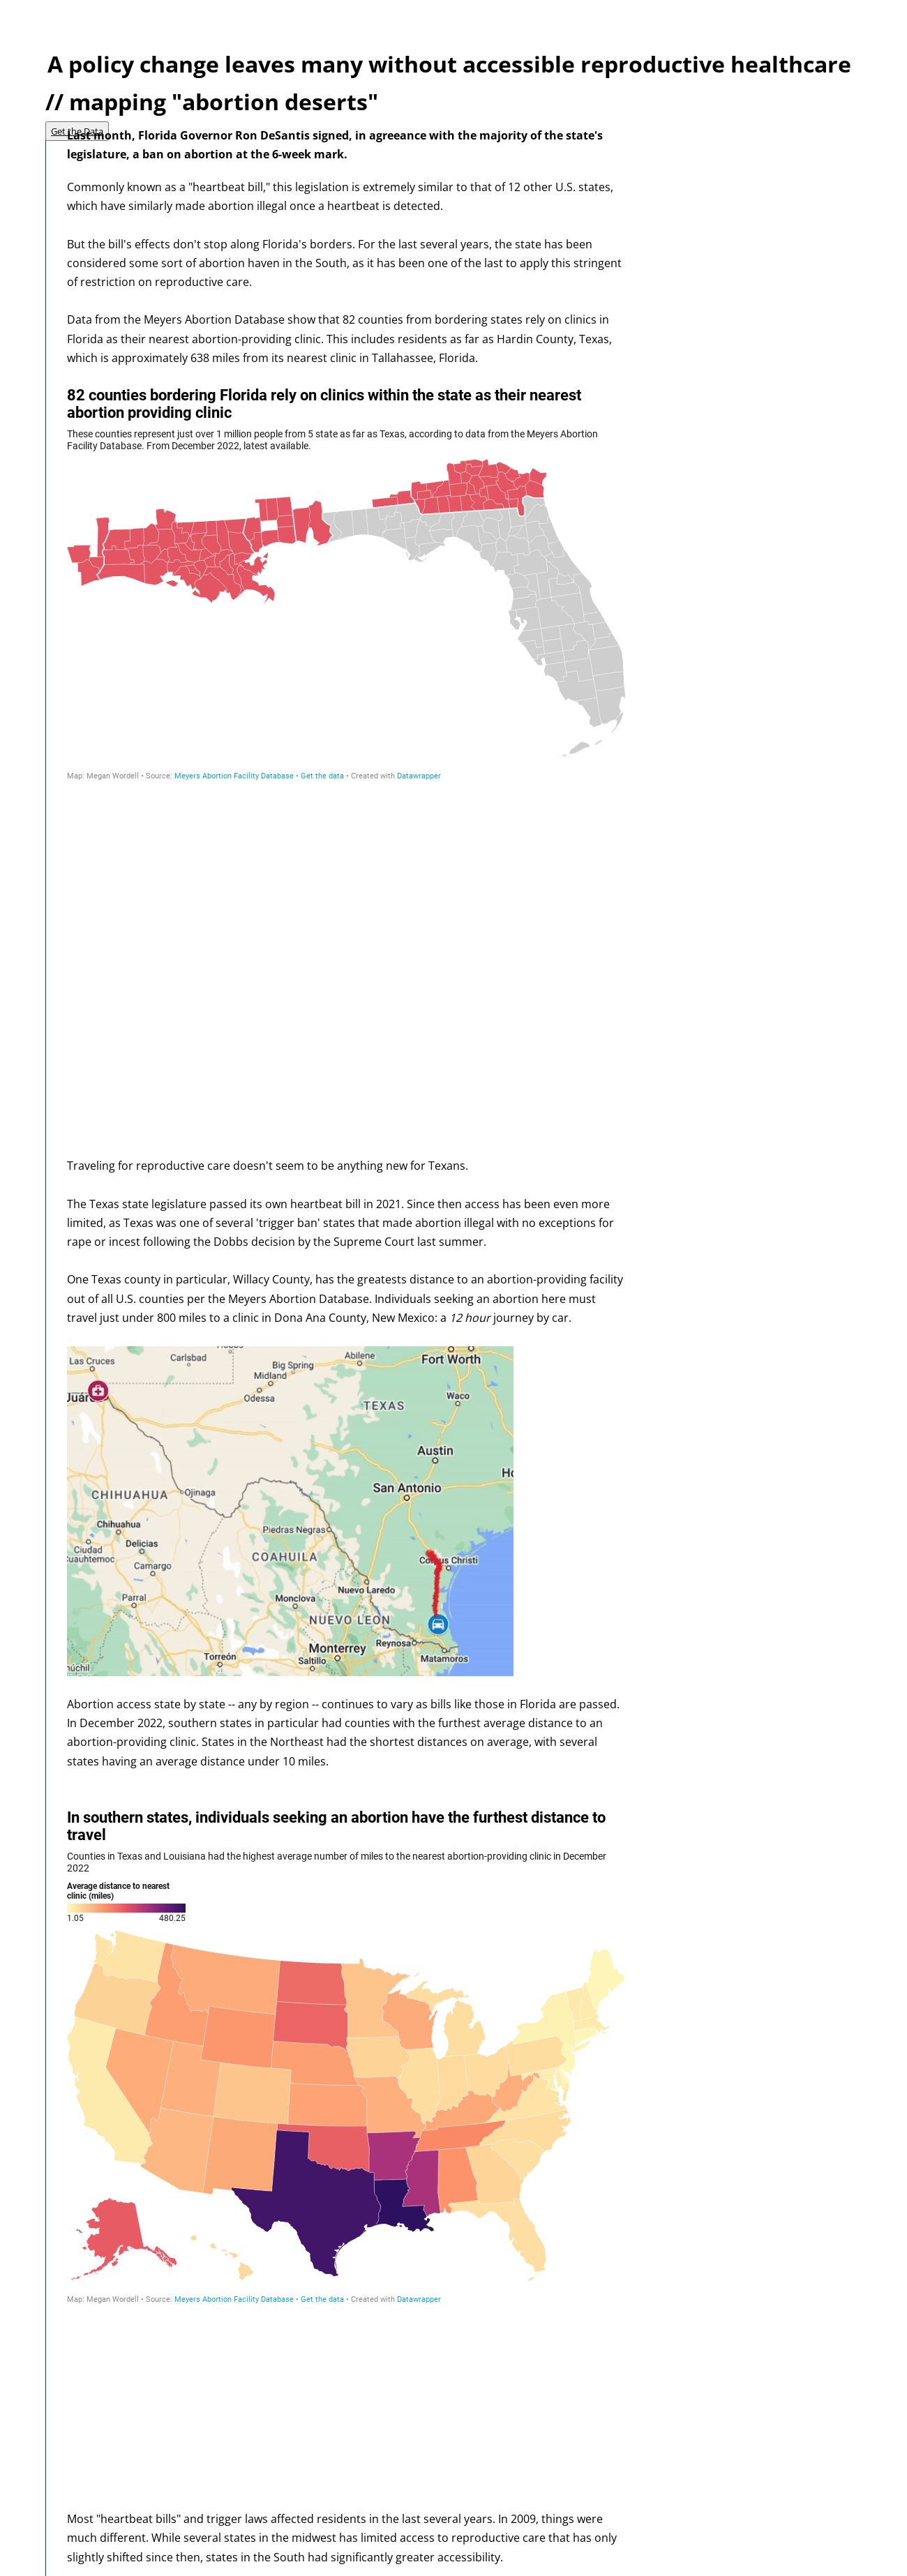 A policy change leaves many without accessible reproductive healthcare
// mapping "abortion deserts"
Get the Data
Last month, Florida Governor Ron DeSantis signed, in agreeance with the majority of the state's
legislature, a ban on abortion at the 6-week mark.
Commonly known as a "heartbeat bill," this legislation is extremely similar to that of 12 other U.S. states,
which have similarly made abortion illegal once a heartbeat is detected.
But the bill's effects don't stop along Florida's borders. For the last several years, the state has been
considered some sort of abortion haven in the South, as it has been one of the last to apply this stringent
of restriction on reproductive care.
Data from the Meyers Abortion Database show that 82 counties from bordering states rely on clinics in
Florida as their nearest abortion-providing clinic. This includes residents as far as Hardin County, Texas,
which is approximately 638 miles from its nearest clinic in Tallahassee, Florida.
82 counties bordering Florida rely on clinics within the state as their nearest
abortion providing clinic
These counties represent just over 1 million people from 5 state as far as Texas, according to data from the Meyers Abortion
Facility Database. From December 2022, latest available.
Map: Megan Wordell • Source: Meyers Abortion Facility Database • Get the data • Created with Datawrapper
Traveling for reproductive care doesn't seem to be anything new for Texans.
The Texas state legislature passed its own heartbeat bill in 2021. Since then access has been even more
limited, as Texas was one of several 'trigger ban' states that made abortion illegal with no exceptions for
rape or incest following the Dobbs decision by the Supreme Court last summer.
One Texas county in particular, Willacy County, has the greatests distance to an abortion-providing facility
out of all U.S. counties per the Meyers Abortion Database. Individuals seeking an abortion here must
travel just under 800 miles to a clinic in Dona Ana County, New Mexico: a 12 hour journey by car.
Las Cruces
Carlsbad
Big Spring
Abilene
Fort Worth
Midland
Odessa
Waco
TEXAS
Juár
Austin
San Antonio
Ho
CHIHUAHUA
Ojinaga
Chihuahua
Piedras Negras
Ciudad
Cuauhtemoc
Delicias
COAHUILA
Corpus Christi
Camargo
Nuevo Laredo
Parral
Monclova
NUEVO LEON
Monterrey
Reynosa
Torreón
Saltillo
Matamoros
núchil
Abortion access state by state -- any by region -- continues to vary as bills like those in Florida are passed.
In December 2022, southern states in particular had counties with the furthest average distance to an
abortion-providing clinic. States in the Northeast had the shortest distances on average, with several
states having an average distance under 10 miles.
In southern states, individuals seeking an abortion have the furthest distance to
travel
Counties in Texas and Louisiana had the highest average number of miles to the nearest abortion-providing clinic in December
2022
Average distance to nearest
clinic (miles)
1.05 480.25
Map: Megan Wordell • Source: Meyers Abortion Facility Database • Get the data • Created with Datawrapper
Most "heartbeat bills" and trigger laws affected residents in the last several years. In 2009, things were
much different. While several states in the midwest has limited access to reproductive care that has only
slightly shifted since then, states in the South had significantly greater accessibility.